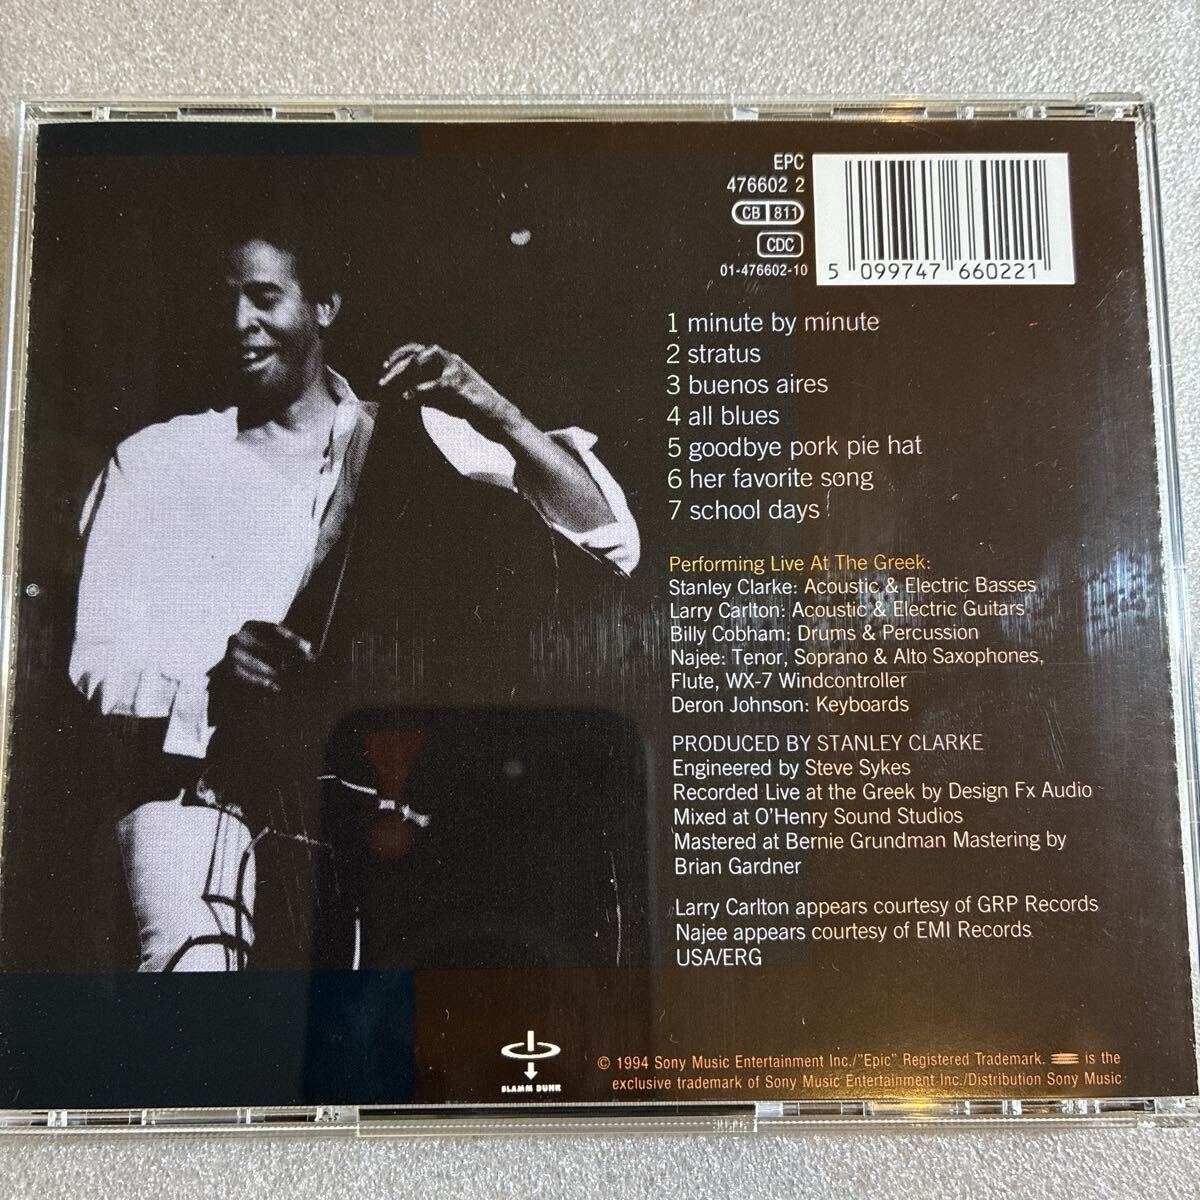 EPC
476602 2
CB 811
CDC
01-476602-10
5 099747 660221
1 minute by minute
2 stratus
3 buenos aires
4 all blues
5 goodbye pork pie hat
6 her favorite song
7 school days
Performing Live At The Greek:
Stanley Clarke: Acoustic & Electric Basses
Larry Carlton: Acoustic & Electric Guitars
Billy Cobham: Drums & Percussion
Najee: Tenor, Soprano & Alto Saxophones,
Flute, WX-7 Windcontroller
Deron Johnson: Keyboards
PRODUCED BY STANLEY CLARKE
Engineered by Steve Sykes
Recorded Live at the Greek by Design Fx Audio
Mixed at O'Henry Sound Studios
Mastered at Bernie Grundman Mastering by
Brian Gardner
Larry Carlton appears courtesy of GRP Records
Najee appears courtesy of EMI Records
USA/ERG
SLAMM DUNK
© 1994 Sony Music Entertainment Inc./"Epic" Registered Trademark. is the
exclusive trademark of Sony Music Entertainment Inc./Distribution Sony Music